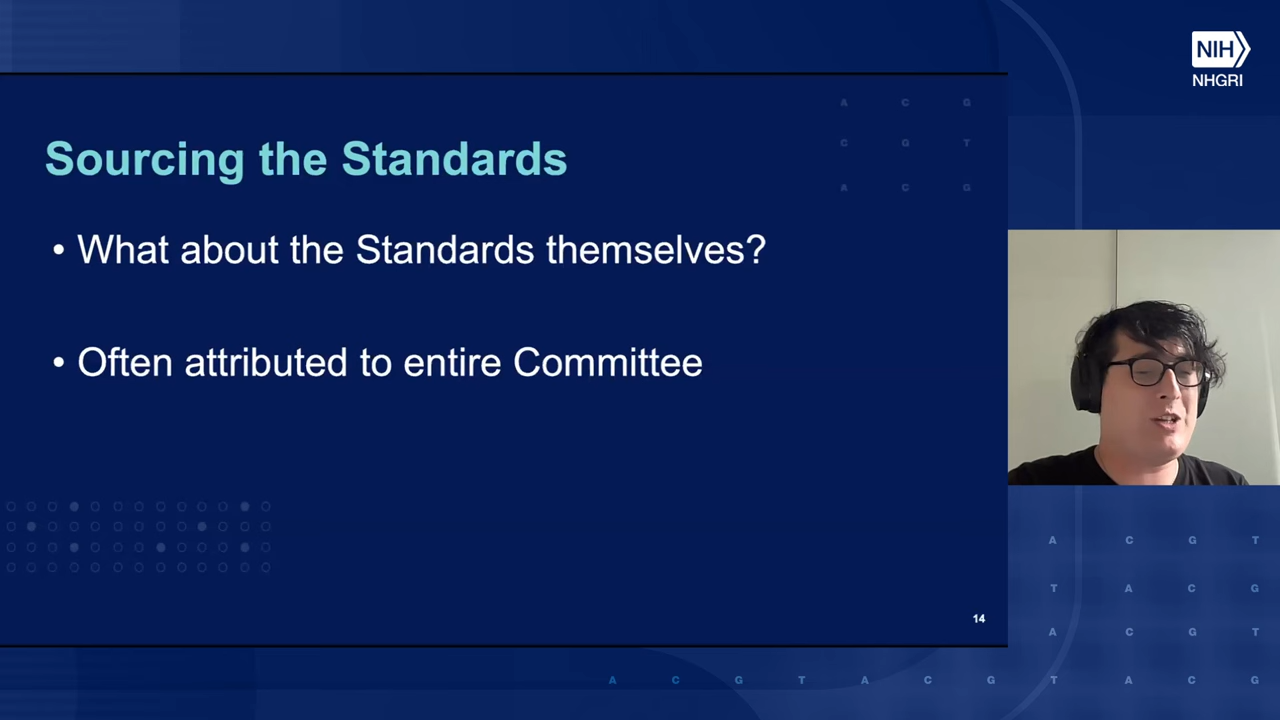 NIH
NHGRI
A C G
C G T
A C G
Sourcing the Standards
• What about the Standards themselves?
• Often attributed to entire Committee
14
A C G T
T A C G
A C G T
A C G T A C G T A C G